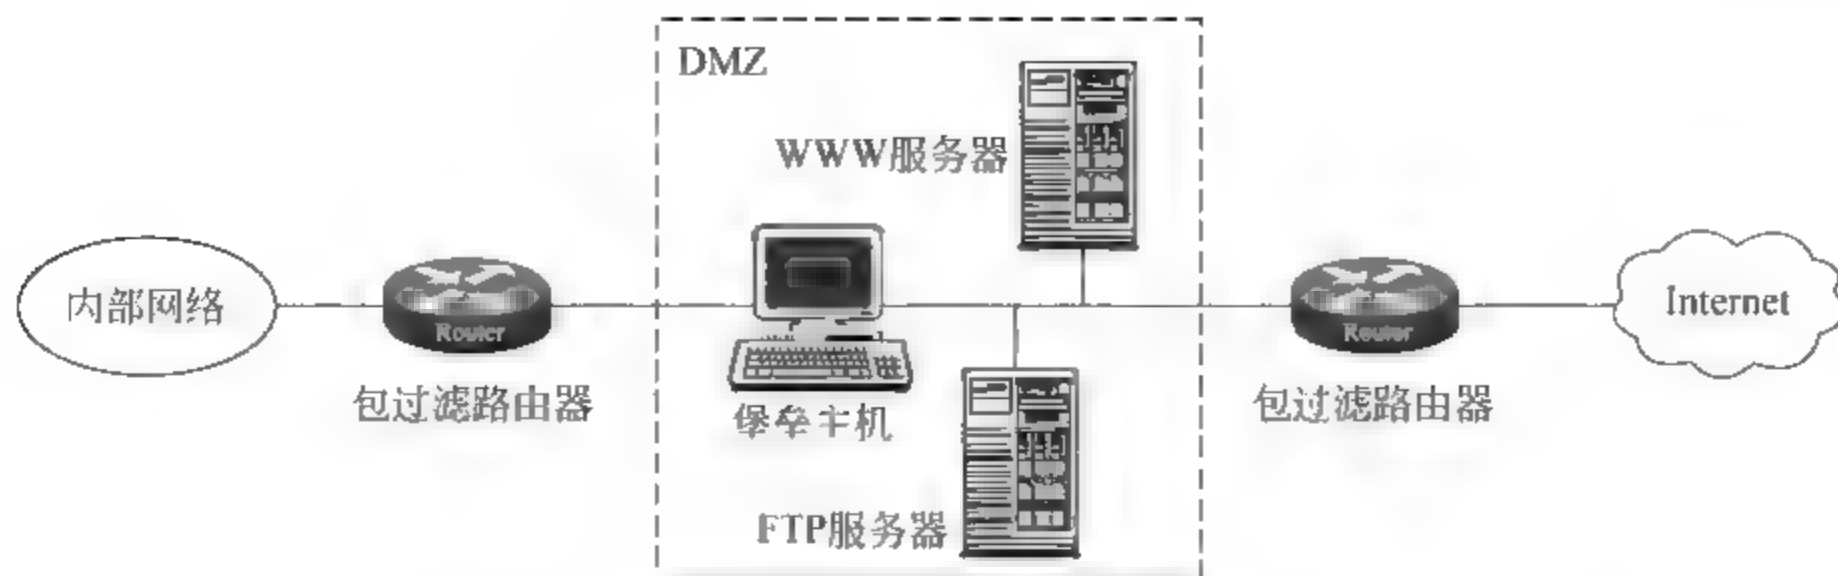 DMZ
WWW服务器
内部网络
Router
Router
Internet
包过滤路由器
堡垒主机
包过滤路由器
FTP服务器